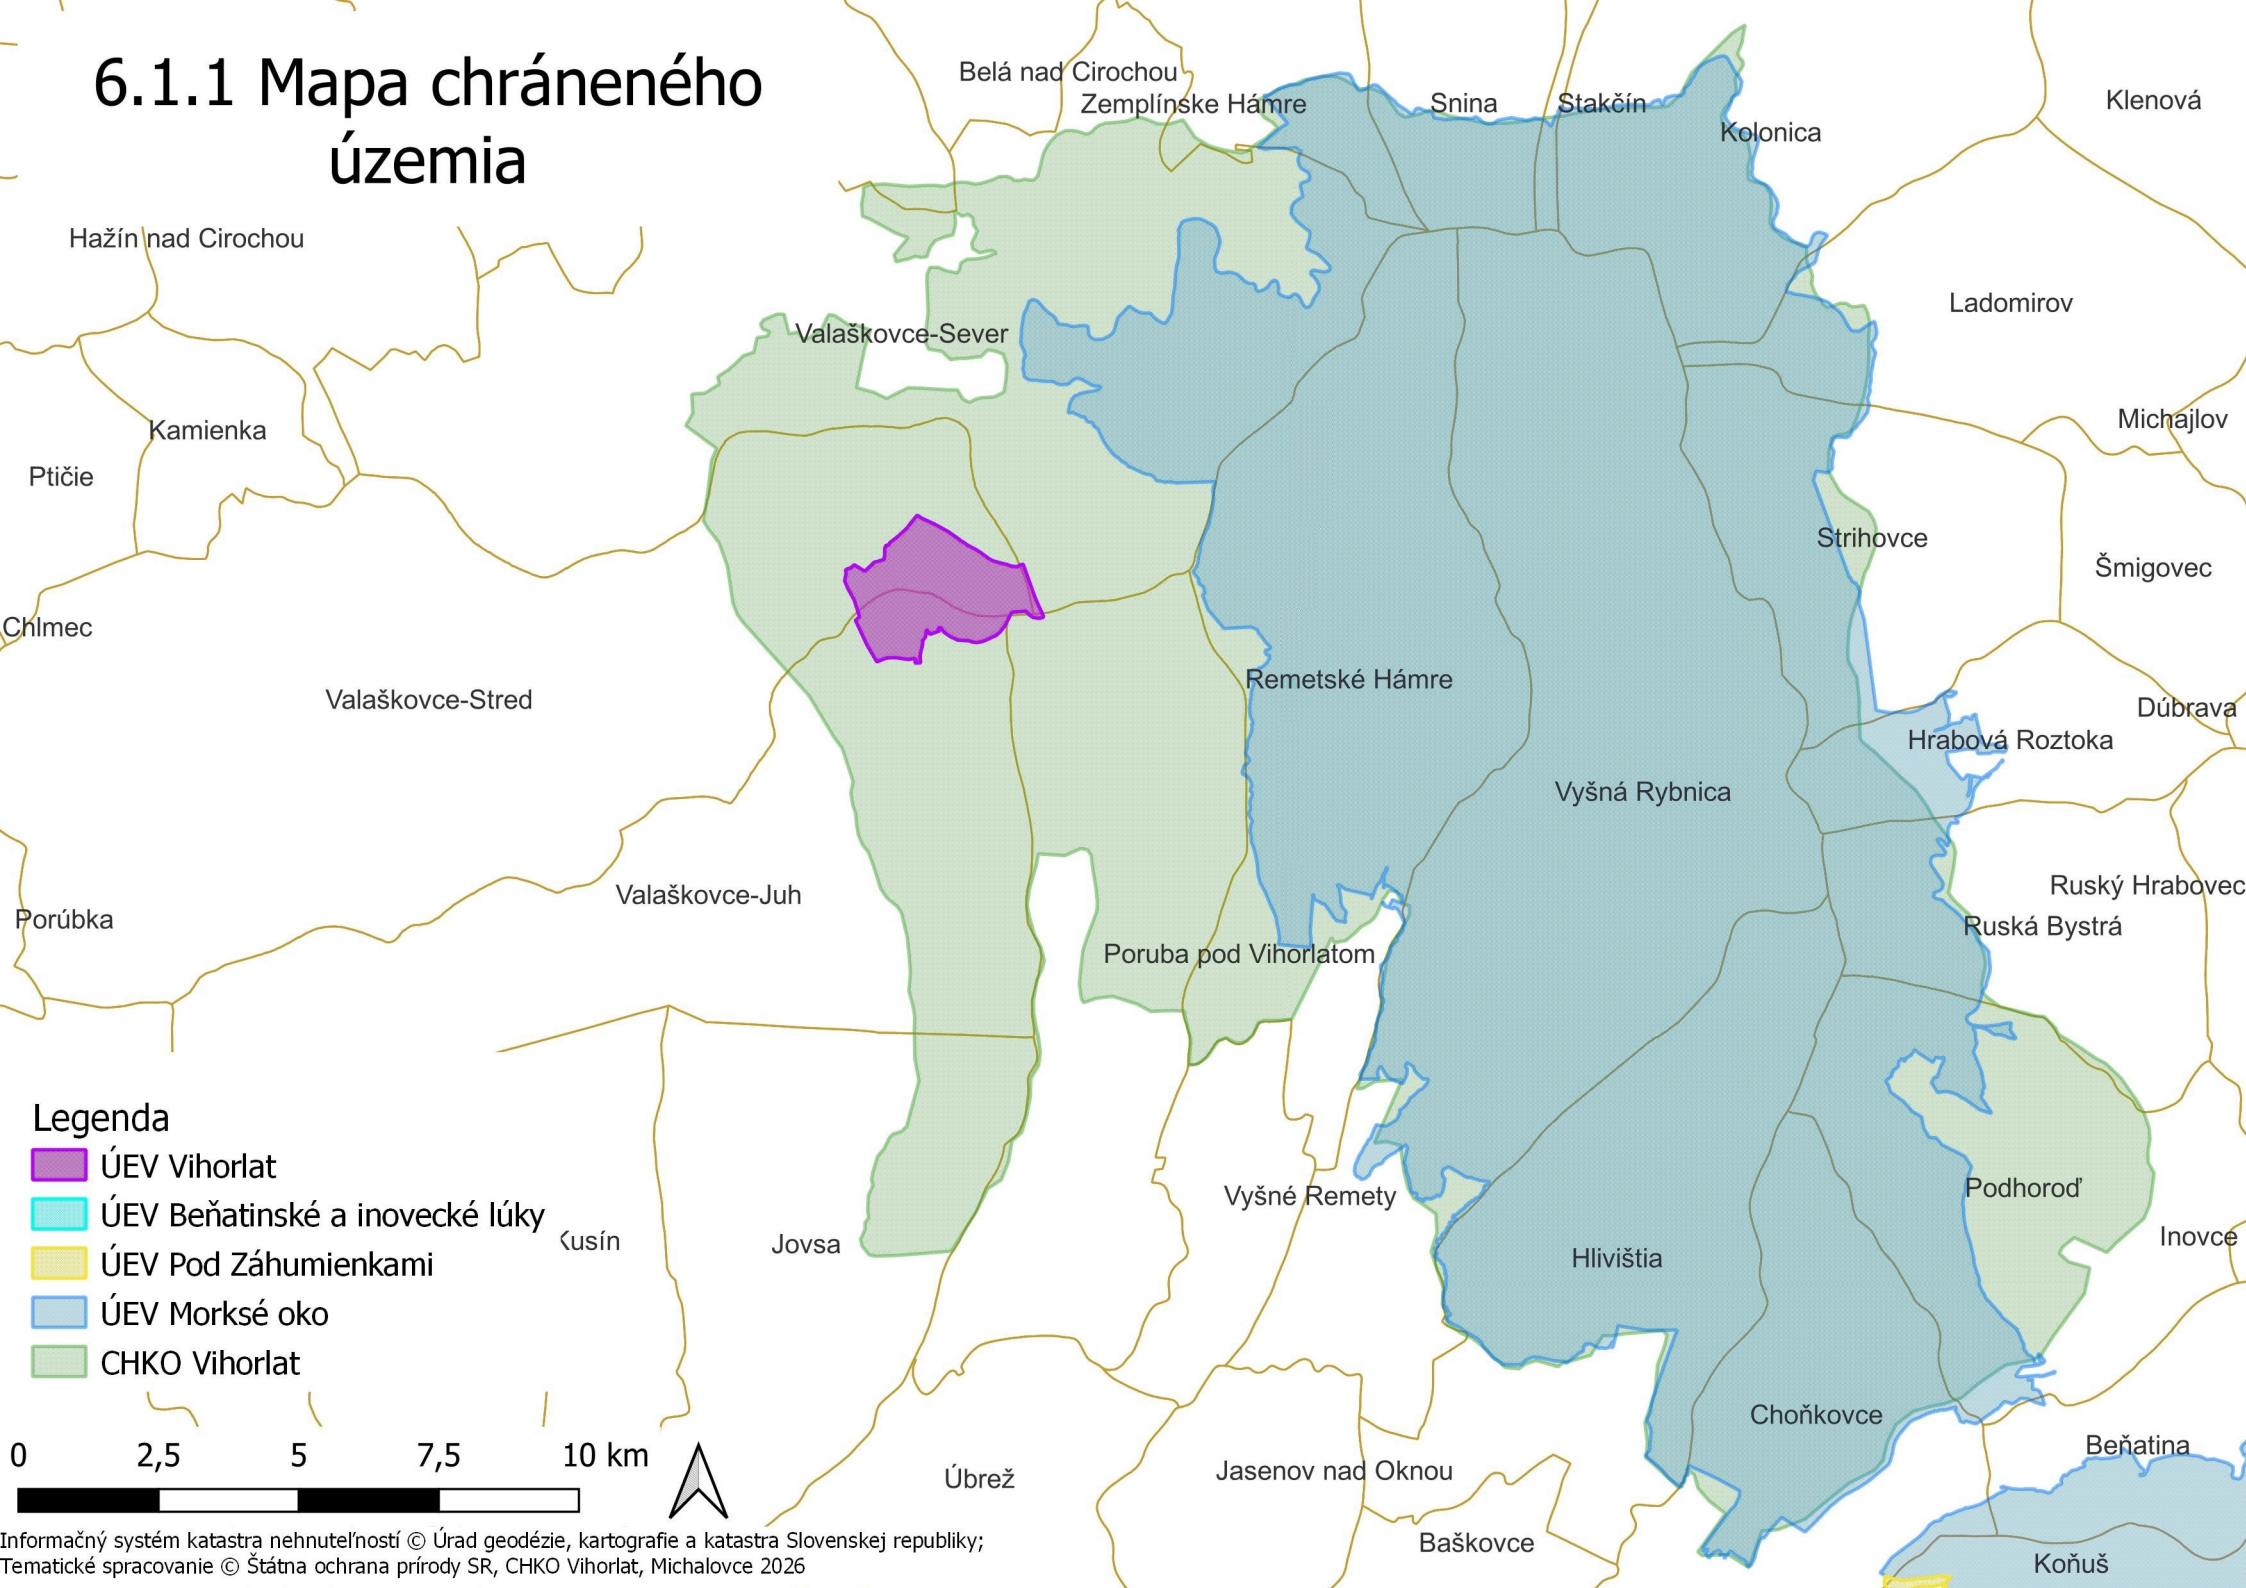 6.1.1 Mapa chráneného
územia
Belá nad Cirochou
Zemplínske Hámre
Snina
Stakčín
Kolonica
Klenová
Hažín nad Cirochou
Ladomirov
Valaškovce-Sever
Kamienka
Michajlov
Ptičie
Strihovce
Šmigovec
Chlmec
Valaškovce-Stred
Remetské Hámre
Dúbrava
Hrabová Roztoka
Vyšná Rybnica
Valaškovce-Juh
Ruský Hrabovec
Porúbka
Ruská Bystrá
Poruba pod Vihorlatom
Podhoroď
Vyšné Remety
Inovce
Kusín
Jovsa
Hlivištia
Choňkovce
Beňatina
Úbrež
Jasenov nad Oknou
Baškovce
Koňuš
Legenda
ÚEV Vihorlat
ÚEV Beňatinské a inovecké lúky
ÚEV Pod Záhumienkami
ÚEV Morksé oko
CHKO Vihorlat
0 2,5 5 7,5 10 km
Informačný systém katastra nehnuteľností © Úrad geodézie, kartografie a katastra Slovenskej republiky;
Tematické spracovanie © Štátna ochrana prírody SR, CHKO Vihorlat, Michalovce 2026